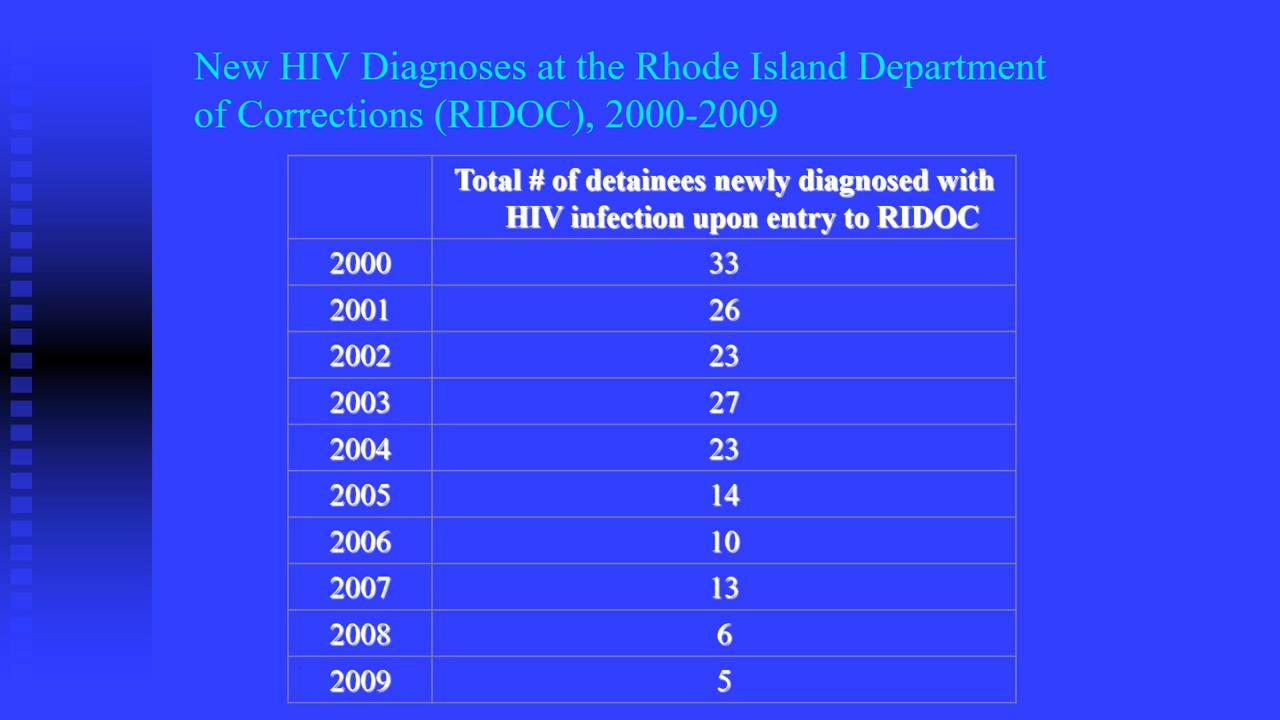 New HIV Diagnoses at the Rhode Island Department
of Corrections (RIDOC), 2000-2009
Total # of detainees newly diagnosed with
HIV infection upon entry to RIDOC
2000 33
2001 26
2002 23
2003 27
2004 23
2005 14
2006 10
2007 13
2008 6
2009 5